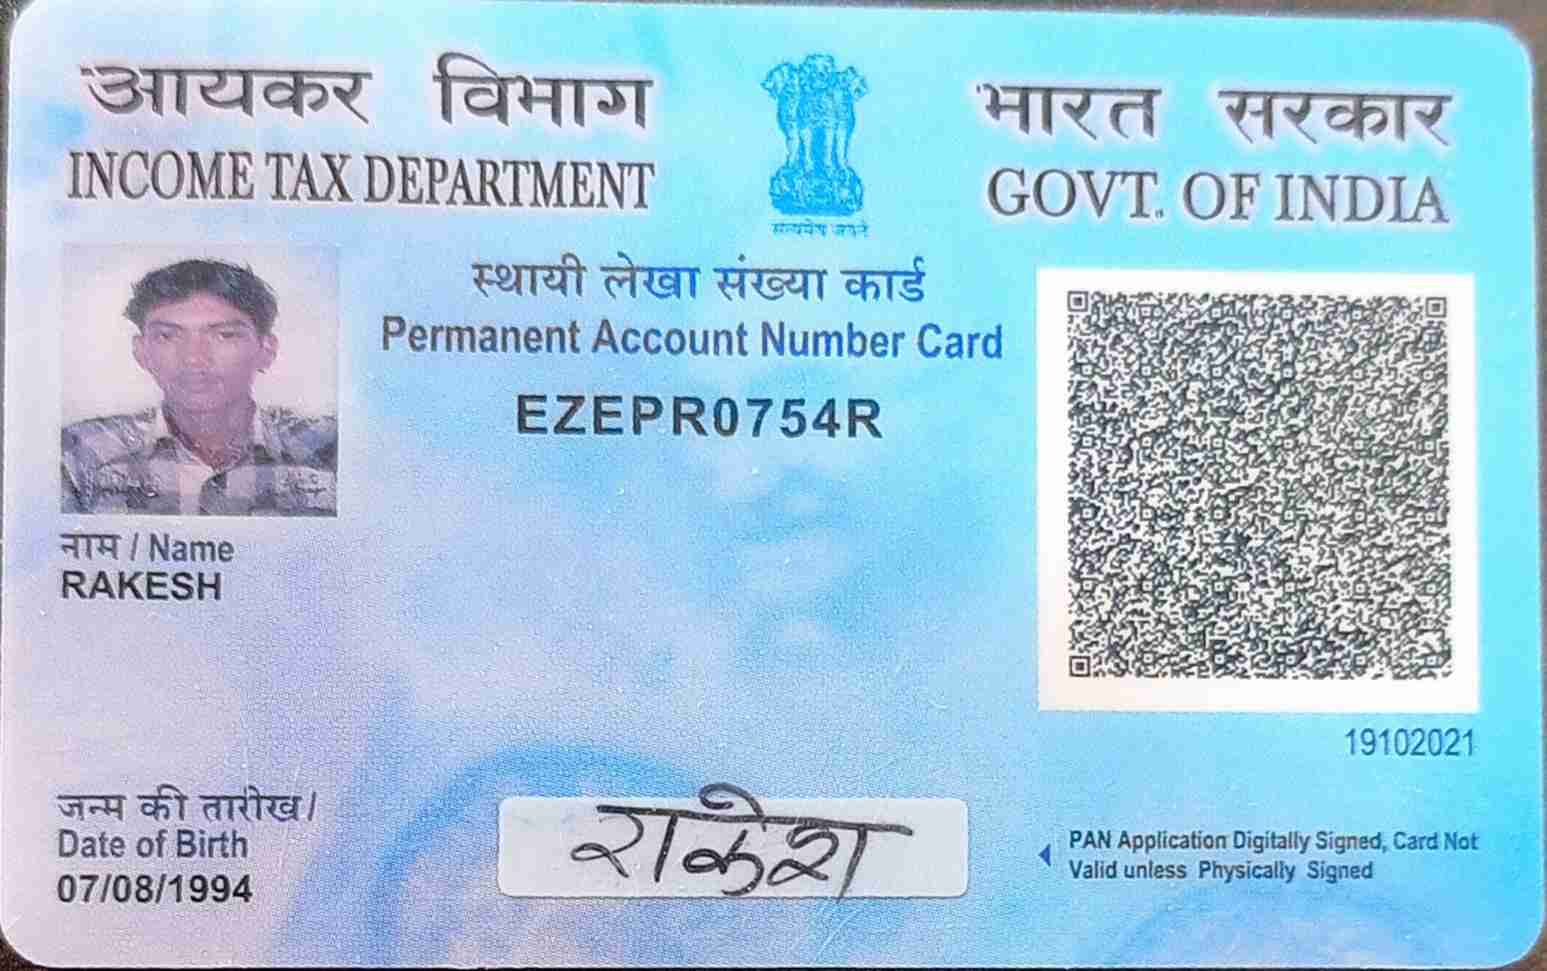 आयकर विभाग
INCOME TAX DEPARTMENT
सत्यमेव जयते
भारत सरकार
GOVT. OF INDIA
स्थायी लेखा संख्या कार्ड
Permanent Account Number Card
EZEPR0754R
नाम / Name
RAKESH
19102021
जन्म की तारीख/
Date of Birth
07/08/1994
राकेश
PAN Application Digitally Signed, Card Not
Valid unless Physically Signed